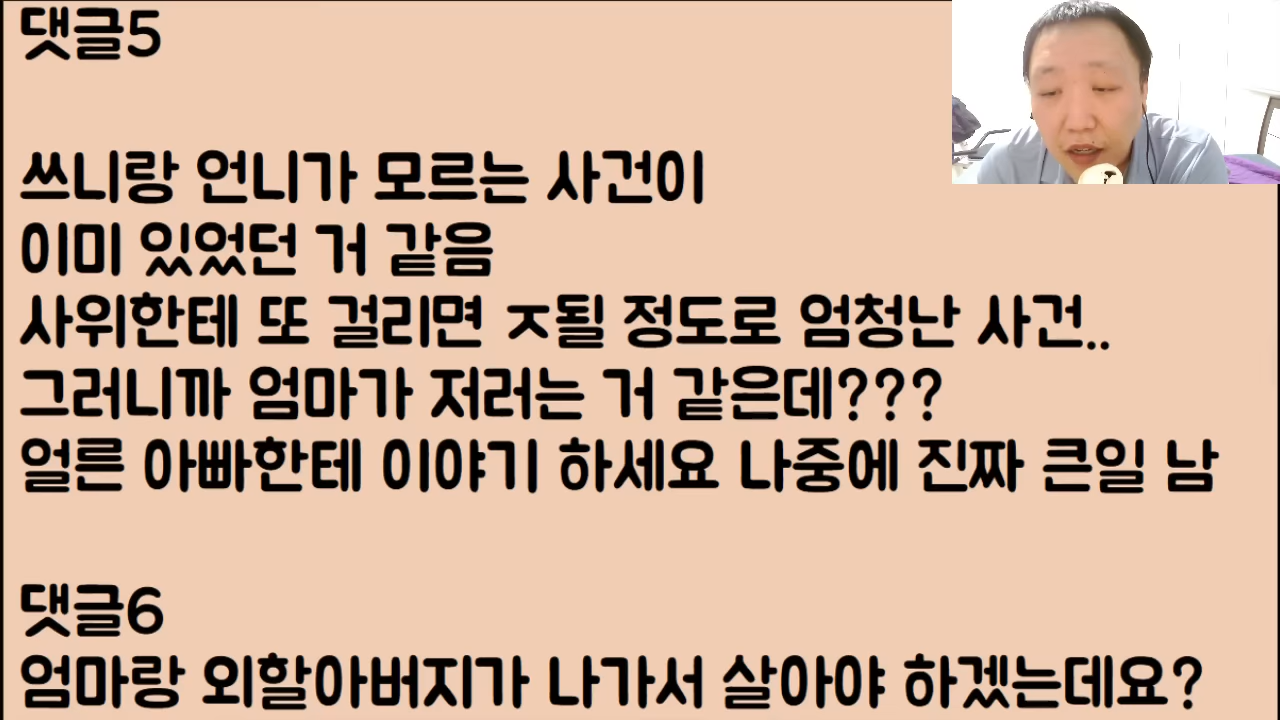 댓글5
쓰니랑 언니가 모르는 사건이
이미 있었던 거 같음
사위한테 또 걸리면 ㅈ될 정도로 엄청난 사건..
그러니까 엄마가 저러는 거 같은데???
얼른 아빠한테 이야기 하세요 나중에 진짜 큰일 남
댓글6
엄마랑 외할아버지가 나가서 살아야 하겠는데요?